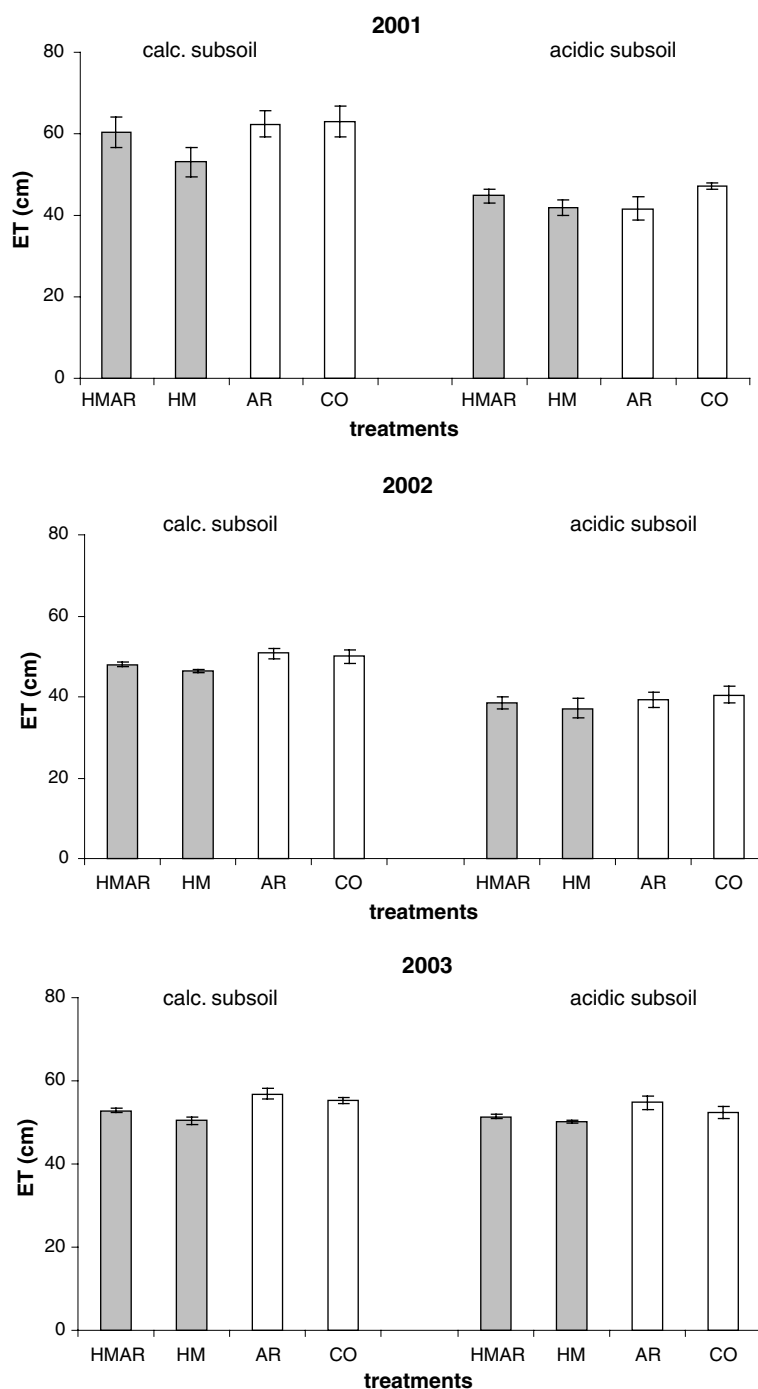 2001
calc. subsoil acidic subsoil
80
60
40
20
0
ET (cm)
HMAR HM AR CO HMAR HM AR CO
treatments
2002
calc. subsoil acidic subsoil
80
60
40
20
0
ET (cm)
HMAR HM AR CO HMAR HM AR CO
treatments
2003
calc. subsoil acidic subsoil
80
60
40
20
0
ET (cm)
HMAR HM AR CO HMAR HM AR CO
treatments